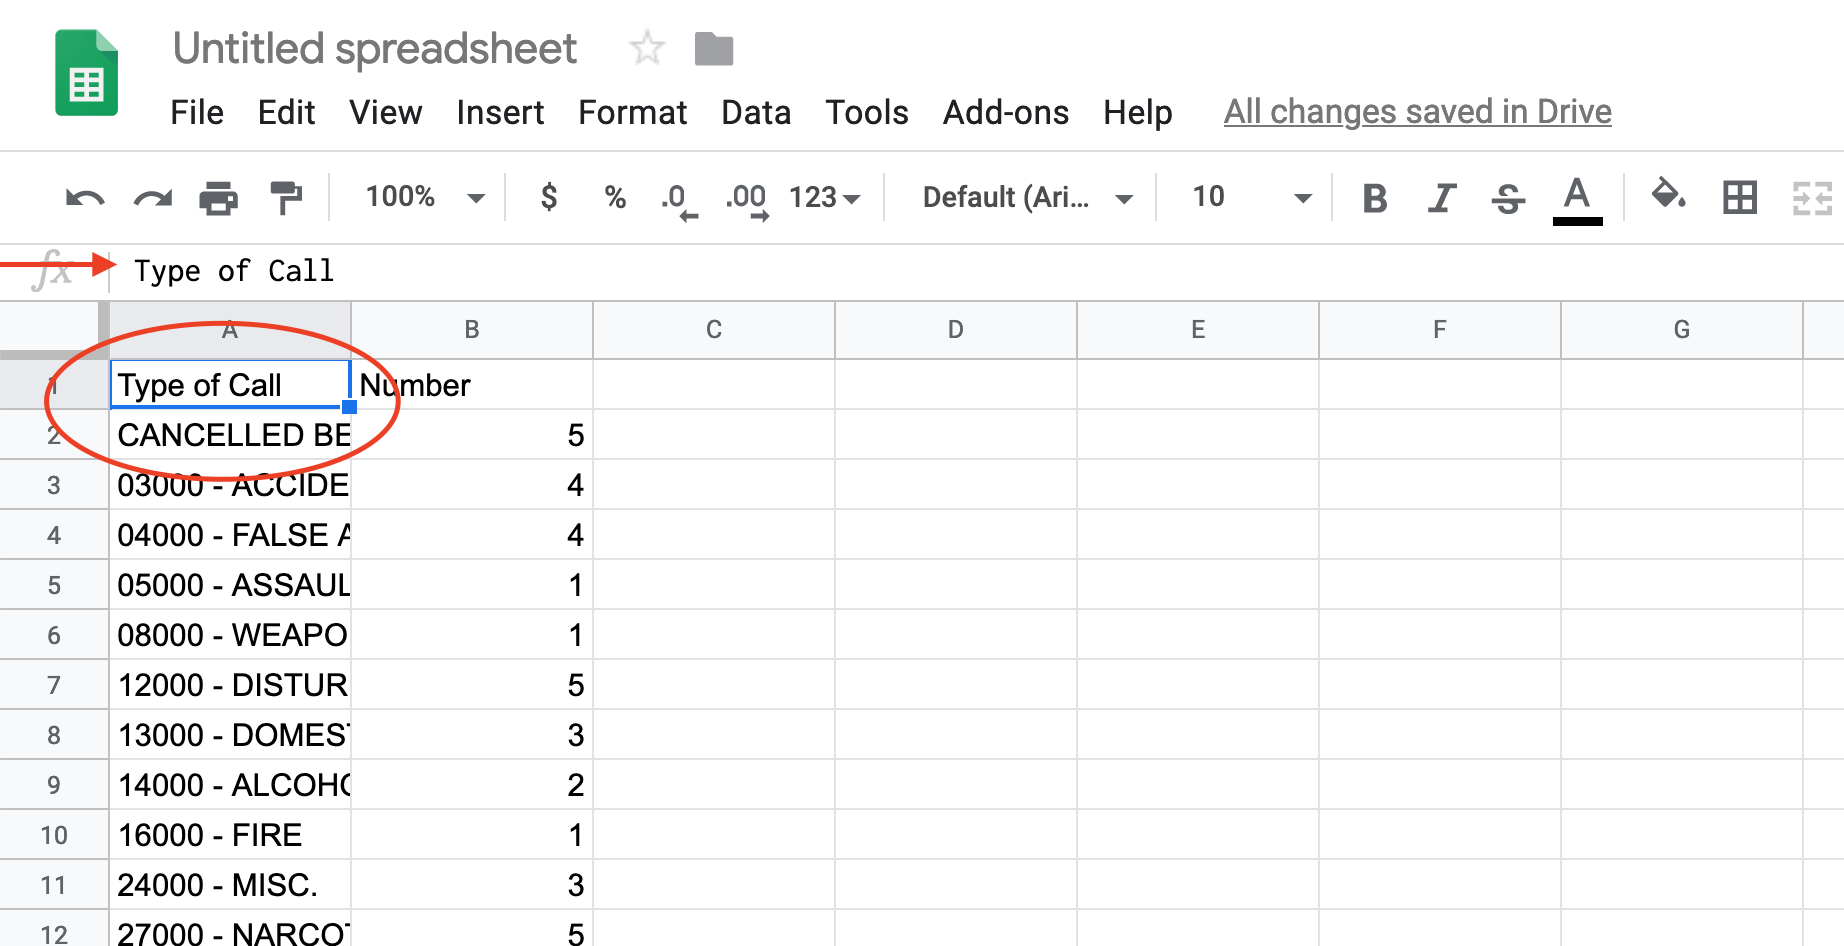 Untitled spreadsheet
File Edit View Insert Format Data Tools Add-ons Help All changes saved in Drive
100% $ % .0 .00 123 Default (Ari... 10 B I S A
fx Type of Call
A B C D E F G
1 Type of Call Number
2 CANCELLED BE 5
3 03000 - ACCIDE 4
4 04000 - FALSE A 4
5 05000 - ASSAUL 1
6 08000 - WEAPO 1
7 12000 - DISTUR 5
8 13000 - DOMEST 3
9 14000 - ALCOHO 2
10 16000 - FIRE 1
11 24000 - MISC. 3
12 27000 - NARCOT 5